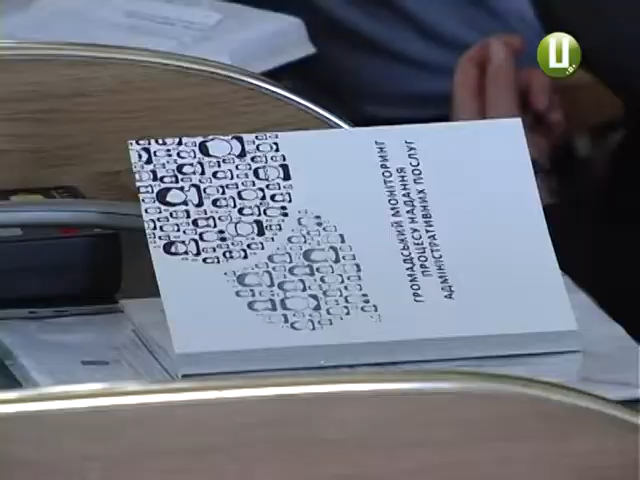 ГРОМАДСЬКИЙ МОНІТОРИНГ
ПРОЦЕСУ НАДАННЯ
АДМІНІСТРАТИВНИХ ПОСЛУГ
Ц